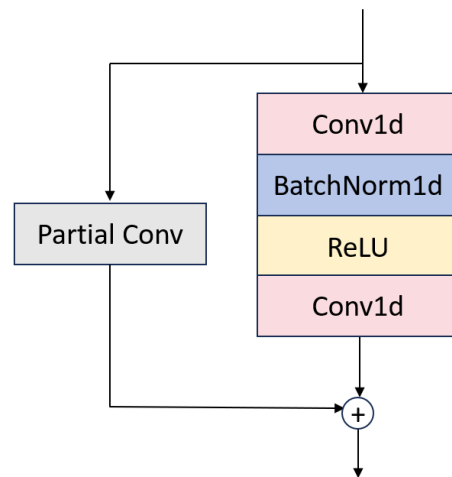 Conv1d
BatchNorm1d
Partial Conv
ReLU
Conv1d
+